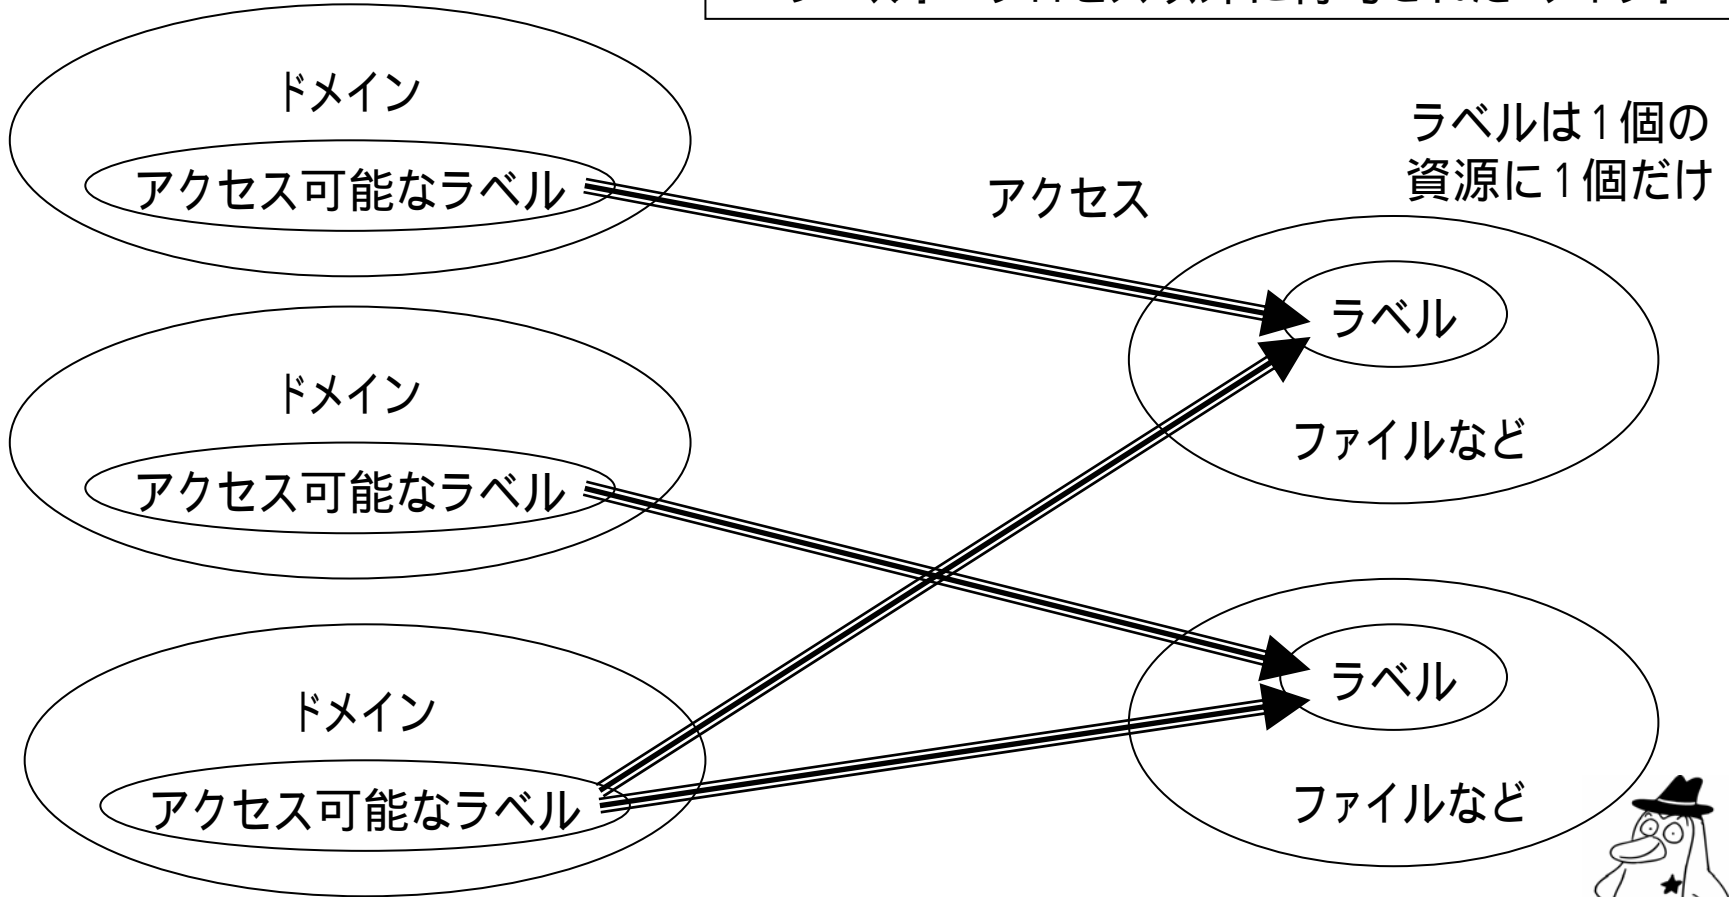 ドメイン
アクセス可能なラベル
アクセス
ラベルは1個の
資源に1個だけ
ラベル
ファイルなど
ドメイン
アクセス可能なラベル
ラベル
ファイルなど
ドメイン
アクセス可能なラベル